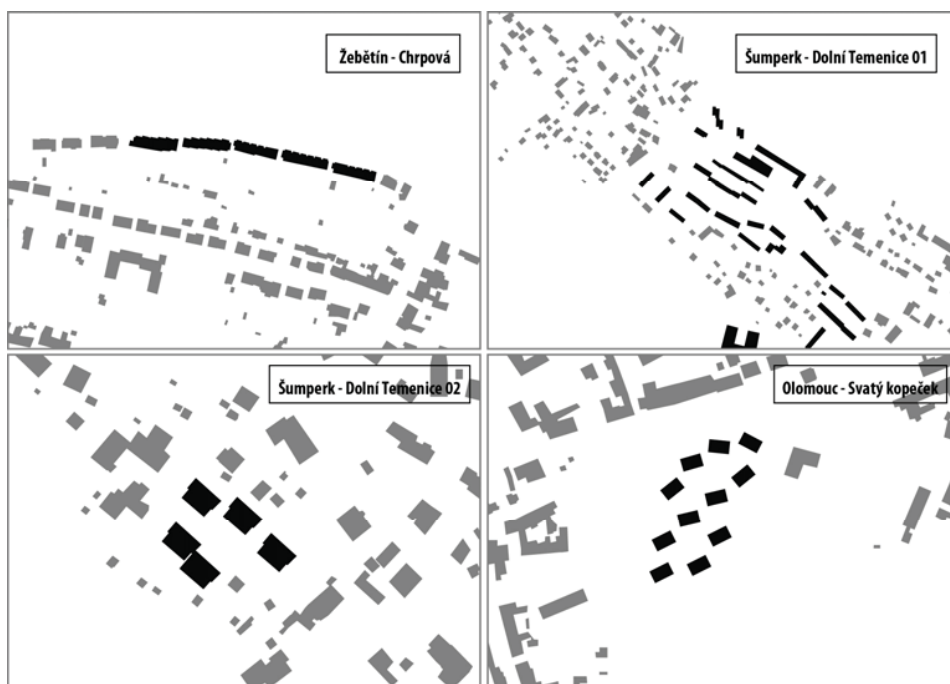 Žebětín - Chrpová
Šumperk - Dolní Temenice 01
Šumperk - Dolní Temenice 02
Olomouc - Svatý kopeček